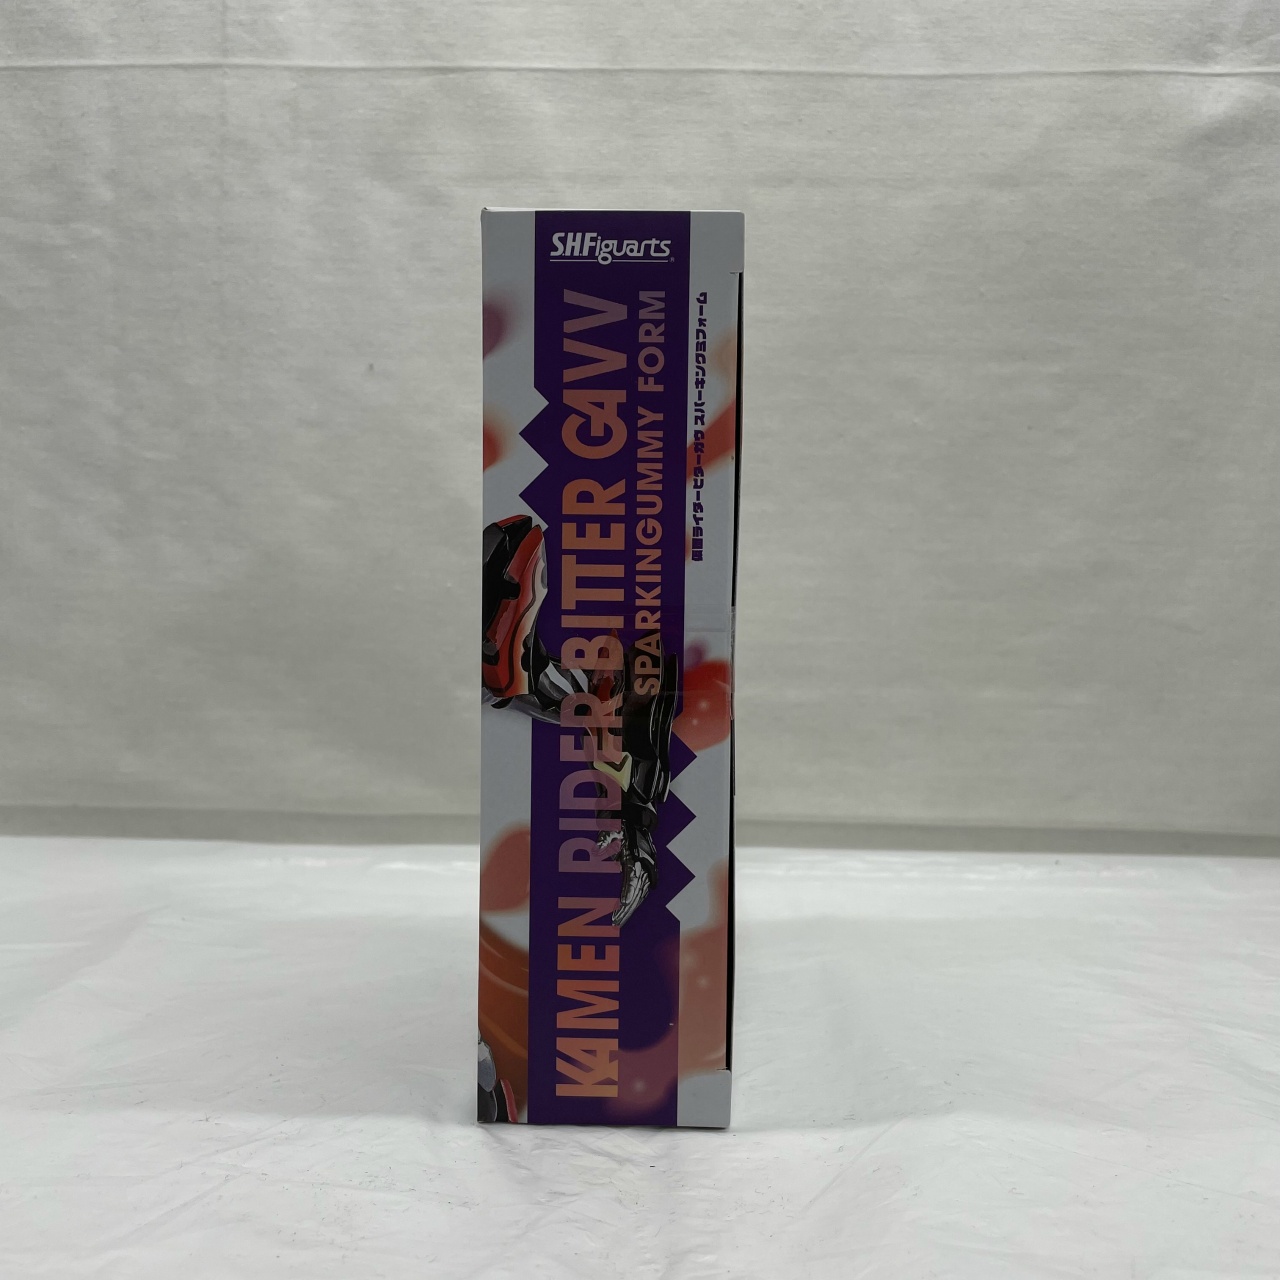 S.H.Figuarts
KAMEN RIDER BITTER GAVV
SPARKINGUMMY FORM
仮面ライダービターガヴ スパーキングミフォーム